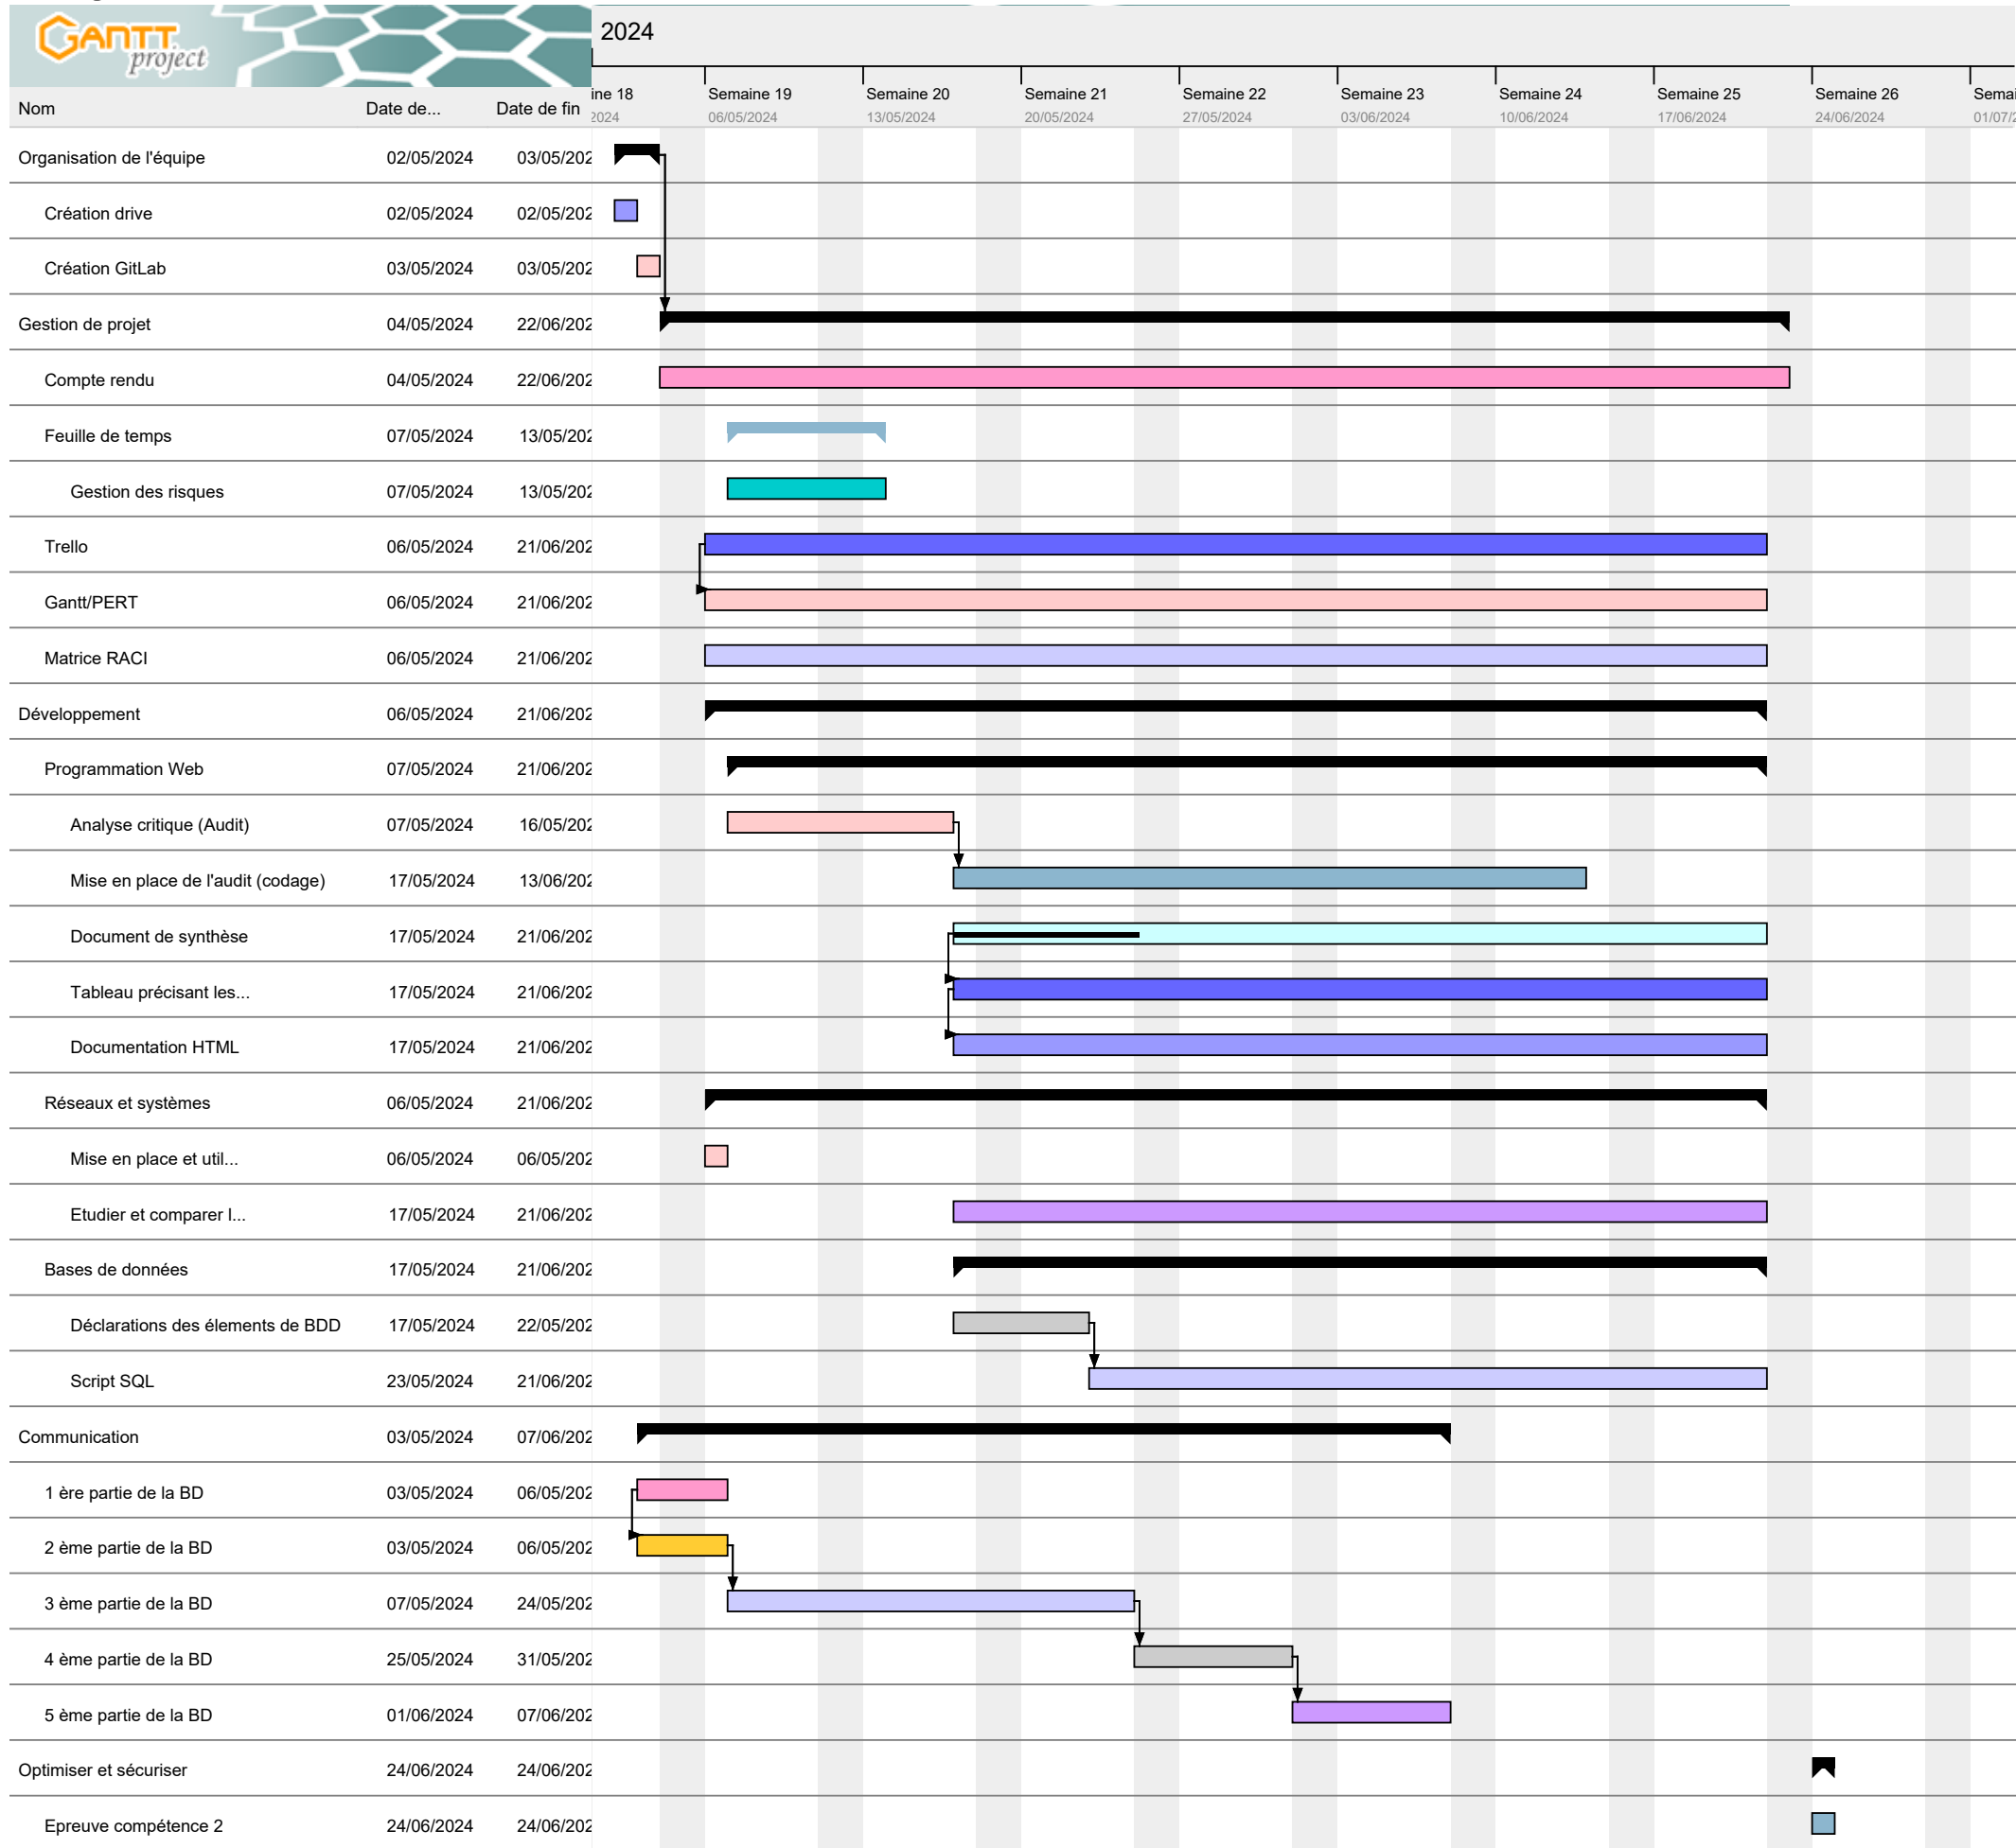 GANTT
project
2024
Nom Date de... Date de fin
ine 18 Semaine 19 Semaine 20 Semaine 21 Semaine 22 Semaine 23 Semaine 24 Semaine 25 Semaine 26 Semai
2024 06/05/2024 13/05/2024 20/05/2024 27/05/2024 03/06/2024 10/06/2024 17/06/2024 24/06/2024 01/07/2
Organisation de l'équipe 02/05/2024 03/05/202
Création drive 02/05/2024 02/05/202
Création GitLab 03/05/2024 03/05/202
Gestion de projet 04/05/2024 22/06/202
Compte rendu 04/05/2024 22/06/202
Feuille de temps 07/05/2024 13/05/202
Gestion des risques 07/05/2024 13/05/202
Trello 06/05/2024 21/06/202
Gantt/PERT 06/05/2024 21/06/202
Matrice RACI 06/05/2024 21/06/202
Développement 06/05/2024 21/06/202
Programmation Web 07/05/2024 21/06/202
Analyse critique (Audit) 07/05/2024 16/05/202
Mise en place de l'audit (codage) 17/05/2024 13/06/202
Document de synthèse 17/05/2024 21/06/202
Tableau précisant les... 17/05/2024 21/06/202
Documentation HTML 17/05/2024 21/06/202
Réseaux et systèmes 06/05/2024 21/06/202
Mise en place et util... 06/05/2024 06/05/202
Etudier et comparer l... 17/05/2024 21/06/202
Bases de données 17/05/2024 21/06/202
Déclarations des élements de BDD 17/05/2024 22/05/202
Script SQL 23/05/2024 21/06/202
Communication 03/05/2024 07/06/202
1 ère partie de la BD 03/05/2024 06/05/202
2 ème partie de la BD 03/05/2024 06/05/202
3 ème partie de la BD 07/05/2024 24/05/202
4 ème partie de la BD 25/05/2024 31/05/202
5 ème partie de la BD 01/06/2024 07/06/202
Optimiser et sécuriser 24/06/2024 24/06/202
Epreuve compétence 2 24/06/2024 24/06/202